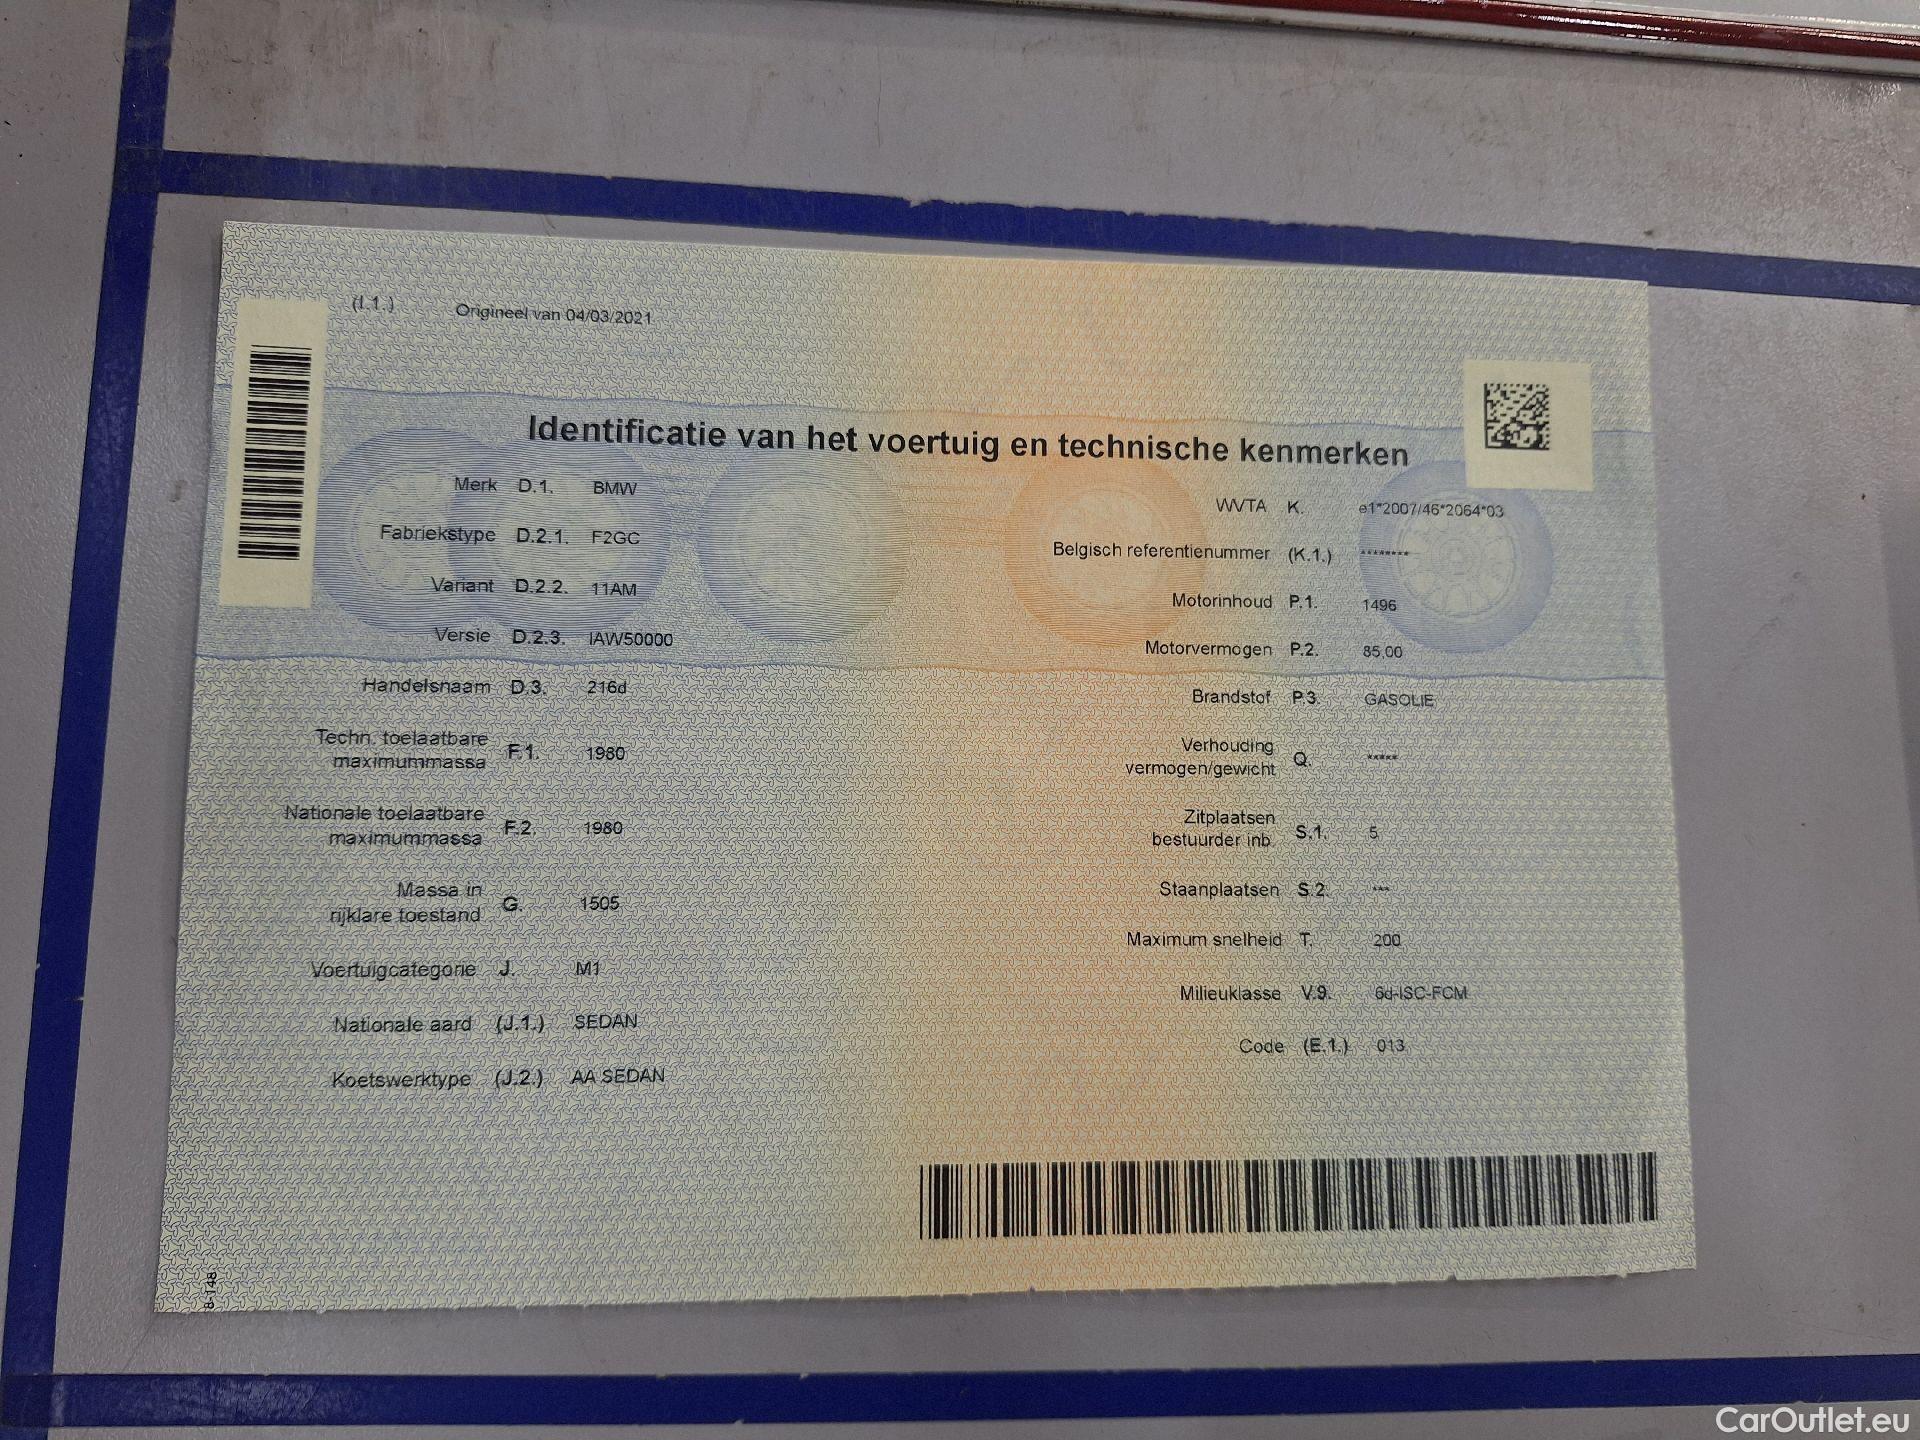 (I.1.) Origineel van 04/03/2021
Identificatie van het voertuig en technische kenmerken
Merk D.1. BMW
Fabriekstype D.2.1. F2GC
Variant D.2.2. 11AM
Versie D.2.3. IAW50000
Handelsnaam D.3. 216d
Techn. toelaatbare
maximummassa F.1. 1980
Nationale toelaatbare
maximummassa F.2. 1980
Massa in
rijklare toestand G. 1505
Voertuigcategorie J. M1
Nationale aard (J.1.) SEDAN
Koetswerktype (J.2.) AA SEDAN
WVTA K. e1*2007/46*2064*03
Belgisch referentienummer (K.1.) ********
Motorinhoud P.1. 1496
Motorvermogen P.2. 85,00
Brandstof P.3. GASOLIE
Verhouding
vermogen/gewicht Q. *****
Zitplaatsen
bestuurder inb. S.1. 5
Staanplaatsen S.2. ***
Maximum snelheid T. 200
Milieuklasse V.9. 6d-ISC-FCM
Code (E.1.) 013
8-148
CarOutlet.eu